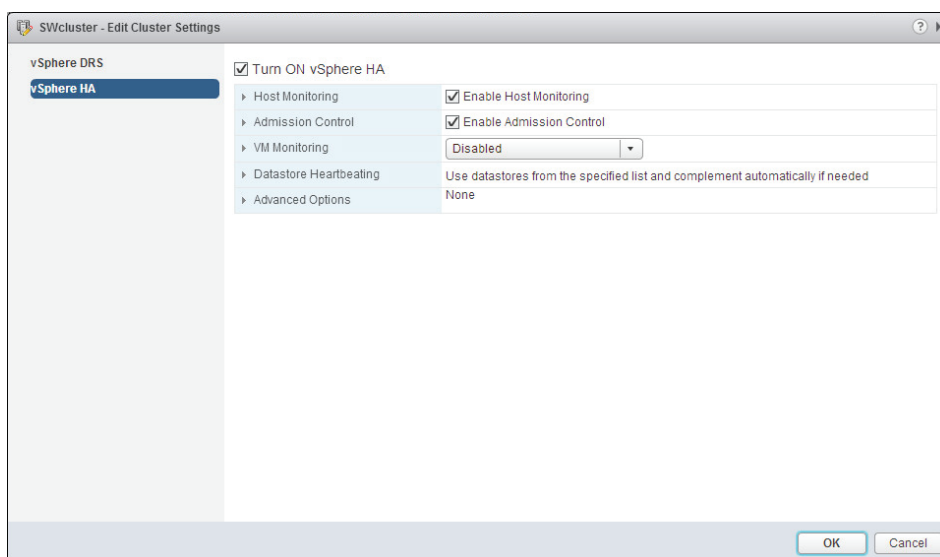 SWcluster - Edit Cluster Settings
?
vSphere DRS
vSphere HA
Turn ON vSphere HA
Host Monitoring
Enable Host Monitoring
Admission Control
Enable Admission Control
VM Monitoring
Disabled
Datastore Heartbeating
Use datastores from the specified list and complement automatically if needed
Advanced Options
None
OK
Cancel